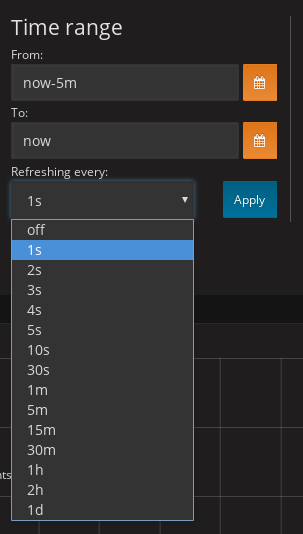 Time range
From:
now-5m
To:
now
Refreshing every:
1s
Apply
off
1s
2s
3s
4s
5s
10s
30s
1m
5m
15m
30m
1h
2h
1d